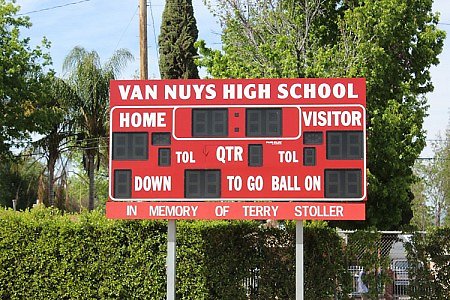 VAN NUYS HIGH SCHOOL
HOME VISITOR
TOL QTR TOL
DOWN TO GO BALL ON
IN MEMORY OF TERRY STOLLER